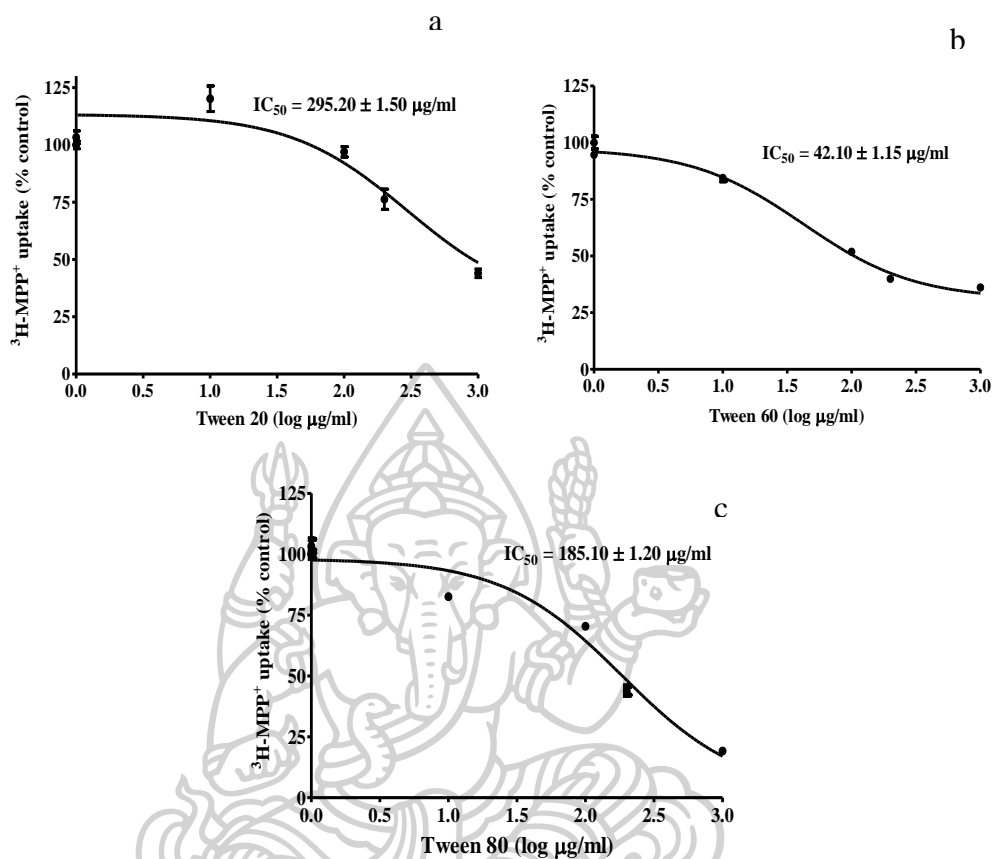 a
³H-MPP⁺ uptake (% control)
125
100
75
50
25
0
IC₅₀ = 295.20 ± 1.50 µg/ml
0.0 0.5 1.0 1.5 2.0 2.5 3.0
Tween 20 (log µg/ml)
b
³H-MPP⁺ uptake (% control)
125
100
75
50
25
0
IC₅₀ = 42.10 ± 1.15 µg/ml
0.0 0.5 1.0 1.5 2.0 2.5 3.0
Tween 60 (log µg/ml)
c
³H-MPP⁺ uptake (% control)
125
100
75
50
25
0
IC₅₀ = 185.10 ± 1.20 µg/ml
0.0 0.5 1.0 1.5 2.0 2.5 3.0
Tween 80 (log µg/ml)